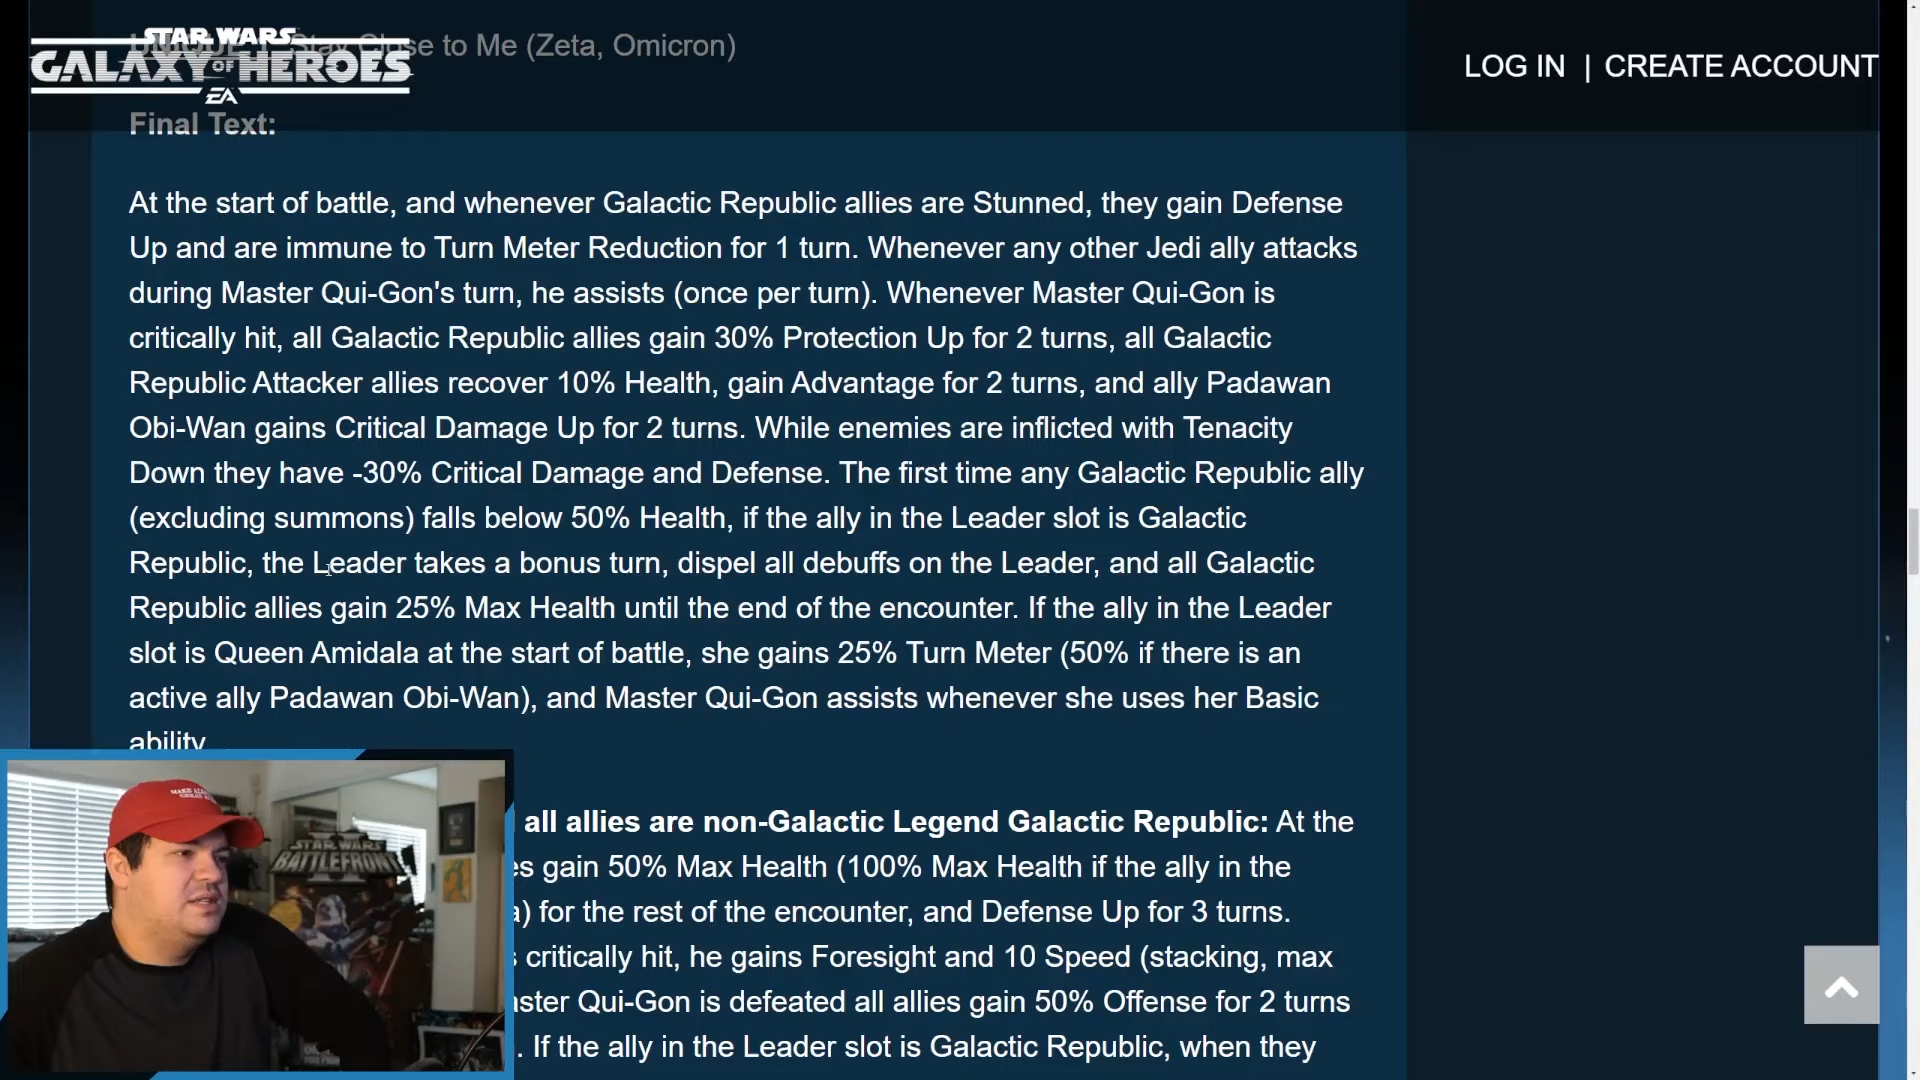 UNIQUE 1: Stay Close to Me (Zeta, Omicron)
STAR WARS
GALAXY OF HEROES
EA
LOG IN | CREATE ACCOUNT
Final Text:
At the start of battle, and whenever Galactic Republic allies are Stunned, they gain Defense
Up and are immune to Turn Meter Reduction for 1 turn. Whenever any other Jedi ally attacks
during Master Qui-Gon's turn, he assists (once per turn). Whenever Master Qui-Gon is
critically hit, all Galactic Republic allies gain 30% Protection Up for 2 turns, all Galactic
Republic Attacker allies recover 10% Health, gain Advantage for 2 turns, and ally Padawan
Obi-Wan gains Critical Damage Up for 2 turns. While enemies are inflicted with Tenacity
Down they have -30% Critical Damage and Defense. The first time any Galactic Republic ally
(excluding summons) falls below 50% Health, if the ally in the Leader slot is Galactic
Republic, the Leader takes a bonus turn, dispel all debuffs on the Leader, and all Galactic
Republic allies gain 25% Max Health until the end of the encounter. If the ally in the Leader
slot is Queen Amidala at the start of battle, she gains 25% Turn Meter (50% if there is an
active ally Padawan Obi-Wan), and Master Qui-Gon assists whenever she uses her Basic
ability.
all allies are non-Galactic Legend Galactic Republic: At the
gain 50% Max Health (100% Max Health if the ally in the
for the rest of the encounter, and Defense Up for 3 turns.
critically hit, he gains Foresight and 10 Speed (stacking, max
Qui-Gon is defeated all allies gain 50% Offense for 2 turns
. If the ally in the Leader slot is Galactic Republic, when they
STAR WARS
BATTLEFRONT